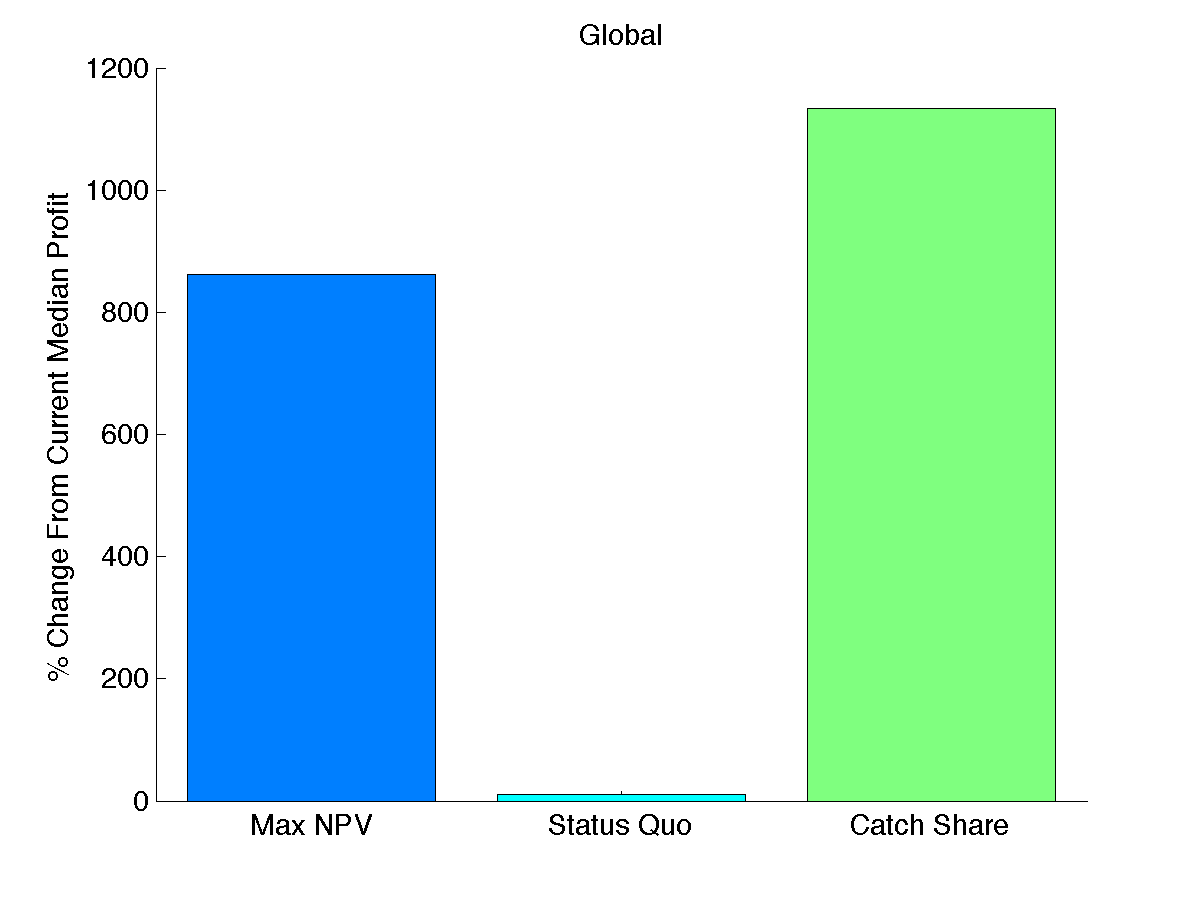 Global
% Change From Current Median Profit
1200
1000
800
600
400
200
0
Max NPV
Status Quo
Catch Share